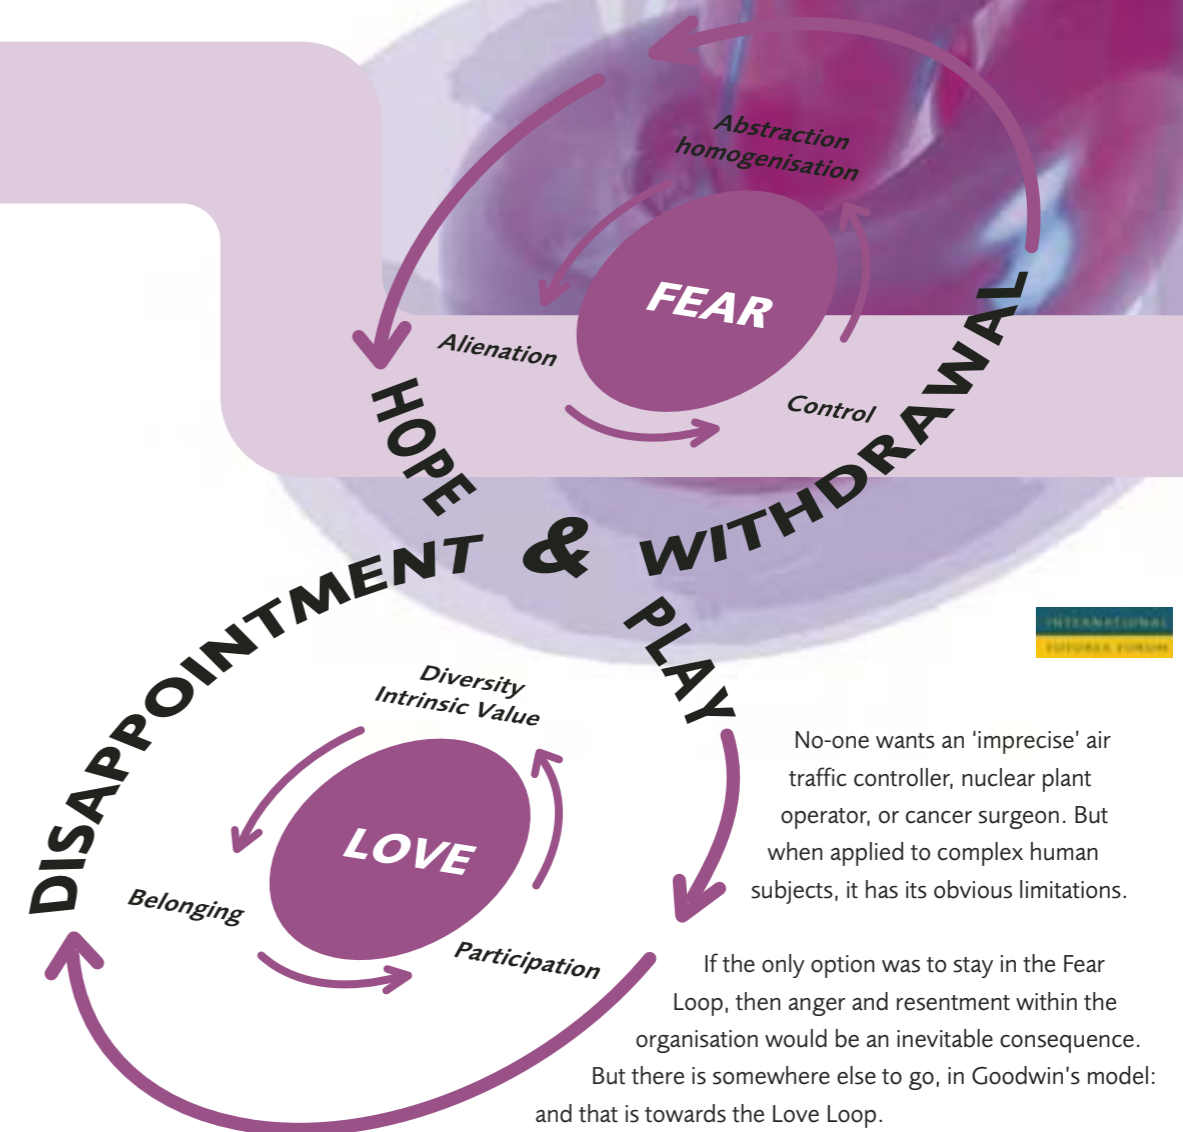 Abstraction
homogenisation
FEAR
Alienation
Control
HOPE
& PLAY
DISAPPOINTMENT
WITHDRAWAL
INTERNATIONAL
FUTURES FORUM
Diversity
Intrinsic Value
LOVE
Belonging
Participation
No-one wants an ‘imprecise’ air
traffic controller, nuclear plant
operator, or cancer surgeon. But
when applied to complex human
subjects, it has its obvious limitations.
If the only option was to stay in the Fear
Loop, then anger and resentment within the
organisation would be an inevitable consequence.
But there is somewhere else to go, in Goodwin’s model:
and that is towards the Love Loop.